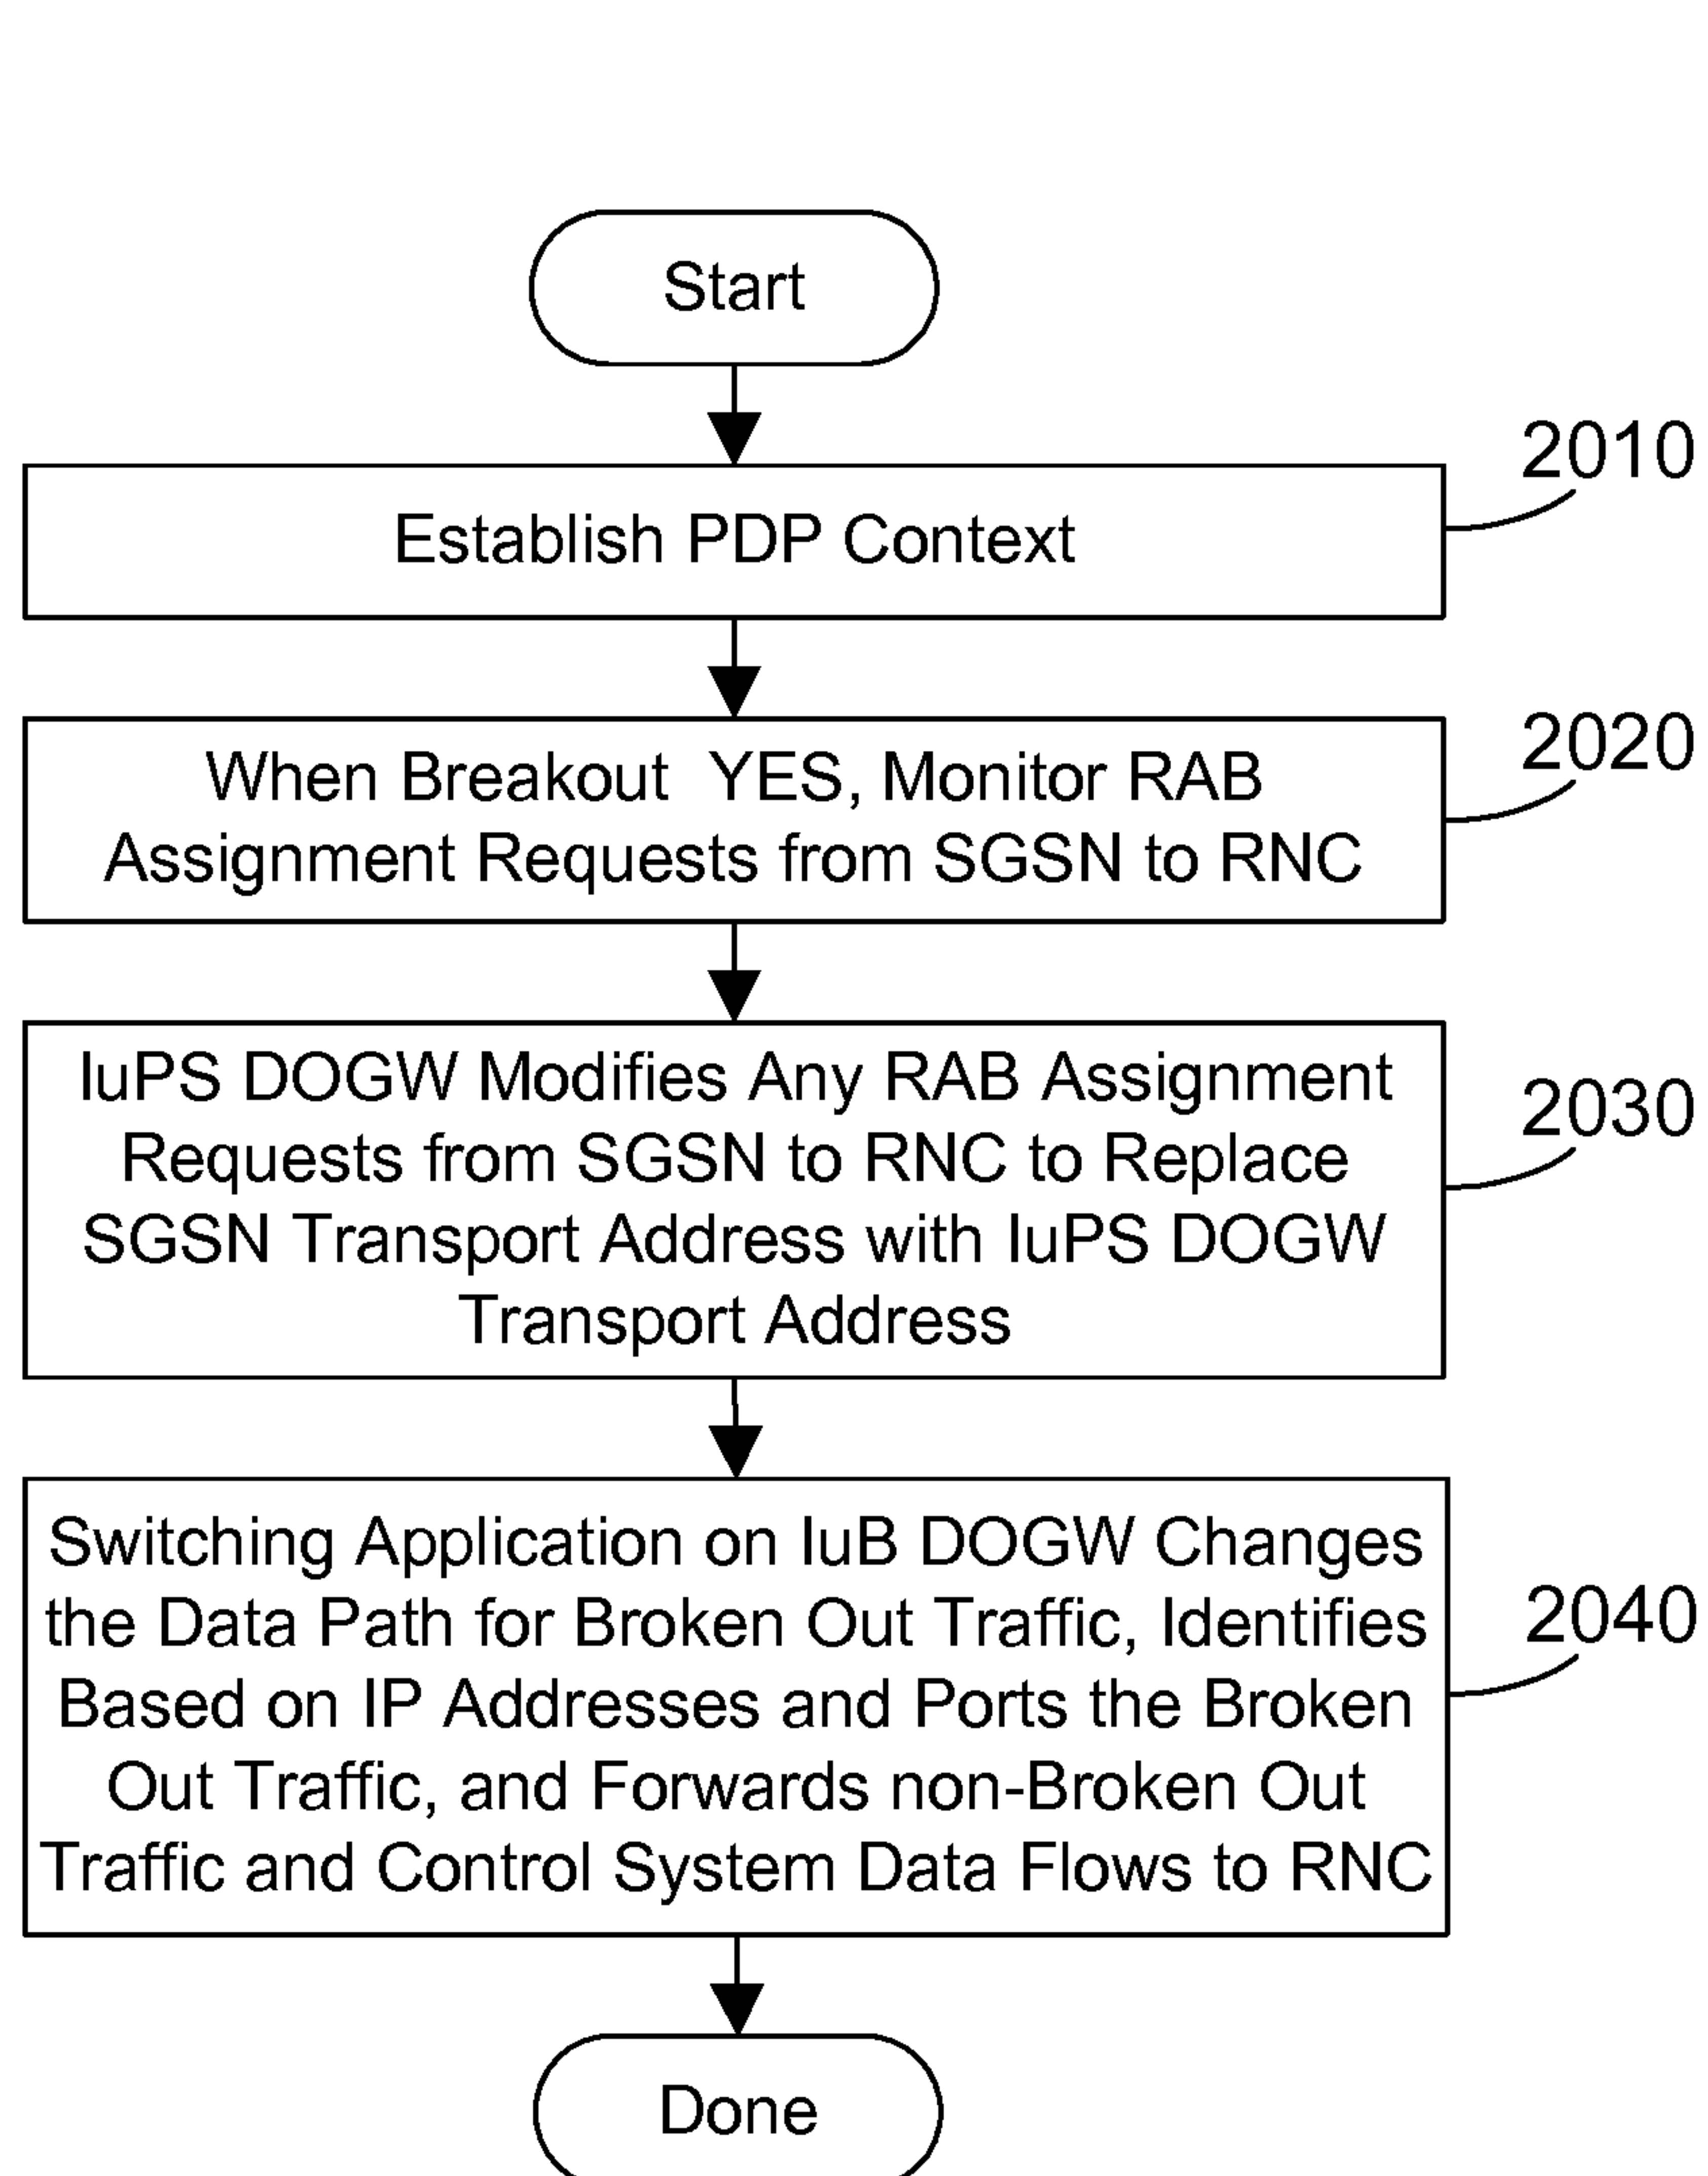 Start
2010
Establish PDP Context
2020
When Breakout YES, Monitor RAB
Assignment Requests from SGSN to RNC
IuPS DOGW Modifies Any RAB Assignment
2030
Requests from SGSN to RNC to Replace
SGSN Transport Address with IuPS DOGW
Transport Address
Switching Application on IuB DOGW Changes
2040
the Data Path for Broken Out Traffic, Identifies
Based on IP Addresses and Ports the Broken
Out Traffic, and Forwards non-Broken Out
Traffic and Control System Data Flows to RNC
Done